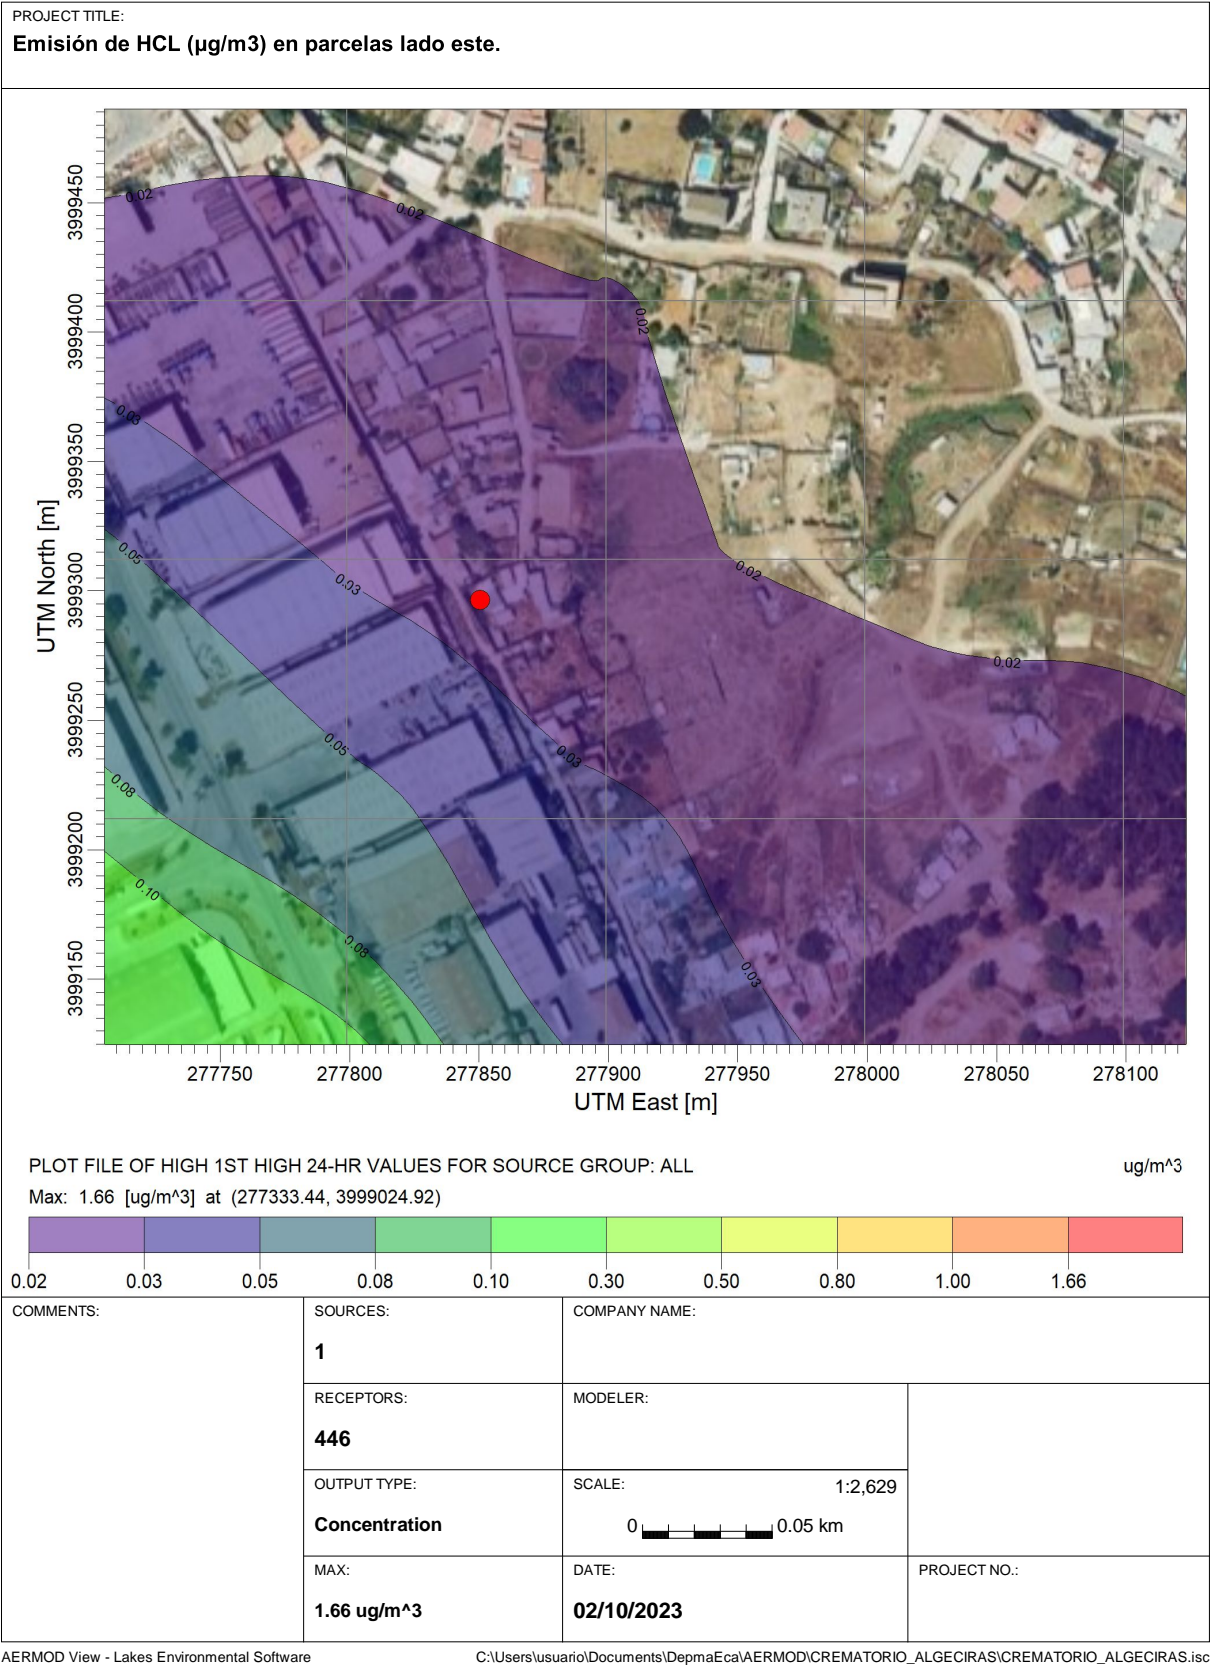 PROJECT TITLE:
Emisión de HCL (µg/m3) en parcelas lado este.
0.02
0.02
0.02
0.02
0.02
0.03
0.03
0.03
0.03
0.05
0.05
0.08
0.08
0.10
UTM North [m]
3999450
3999400
3999350
3999300
3999250
3999200
3999150
277750 277800 277850 277900 277950 278000 278050 278100
UTM East [m]
PLOT FILE OF HIGH 1ST HIGH 24-HR VALUES FOR SOURCE GROUP: ALL ug/m^3
Max: 1.66 [ug/m^3] at (277333.44, 3999024.92)
0.02 0.03 0.05 0.08 0.10 0.30 0.50 0.80 1.00 1.66
COMMENTS:
SOURCES:
1
COMPANY NAME:
RECEPTORS:
446
MODELER:
OUTPUT TYPE:
Concentration
SCALE: 1:2,629
0 0.05 km
MAX:
1.66 ug/m^3
DATE:
02/10/2023
PROJECT NO.:
AERMOD View - Lakes Environmental Software
C:\Users\usuario\Documents\DepmaEca\AERMOD\CREMATORIO_ALGECIRAS\CREMATORIO_ALGECIRAS.isc